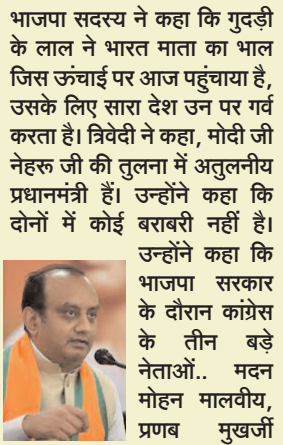 भाजपा सदस्य ने कहा कि गुदड़ी
के लाल ने भारत माता का भाल
जिस ऊंचाई पर आज पहुंचाया है,
उसके लिए सारा देश उन पर गर्व
करता है। त्रिवेदी ने कहा, मोदी जी
नेहरू जी की तुलना में अतुलनीय
प्रधानमंत्री हैं। उन्होंने कहा कि
दोनों में कोई बराबरी नहीं है।
उन्होंने कहा कि
भाजपा सरकार
के दौरान कांग्रेस
के तीन बड़े
नेताओं.. मदन
मोहन मालवीय,
प्रणब मुखर्जी